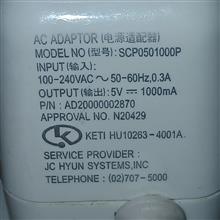 AC ADAPTOR (电源适配器)
MODEL NO (型号): SCP0501000P
INPUT (输入):
100-240VAC ~ 50-60Hz, 0.3A
OUTPUT (输出): 5V ⎓ 1000mA
P/N: AD20000002870
APPROVAL NO. N20429
KETI HU10263-4001A
SERVICE PROVIDER :
JC HYUN SYSTEMS, INC
TELEPHONE : (02)707-5000